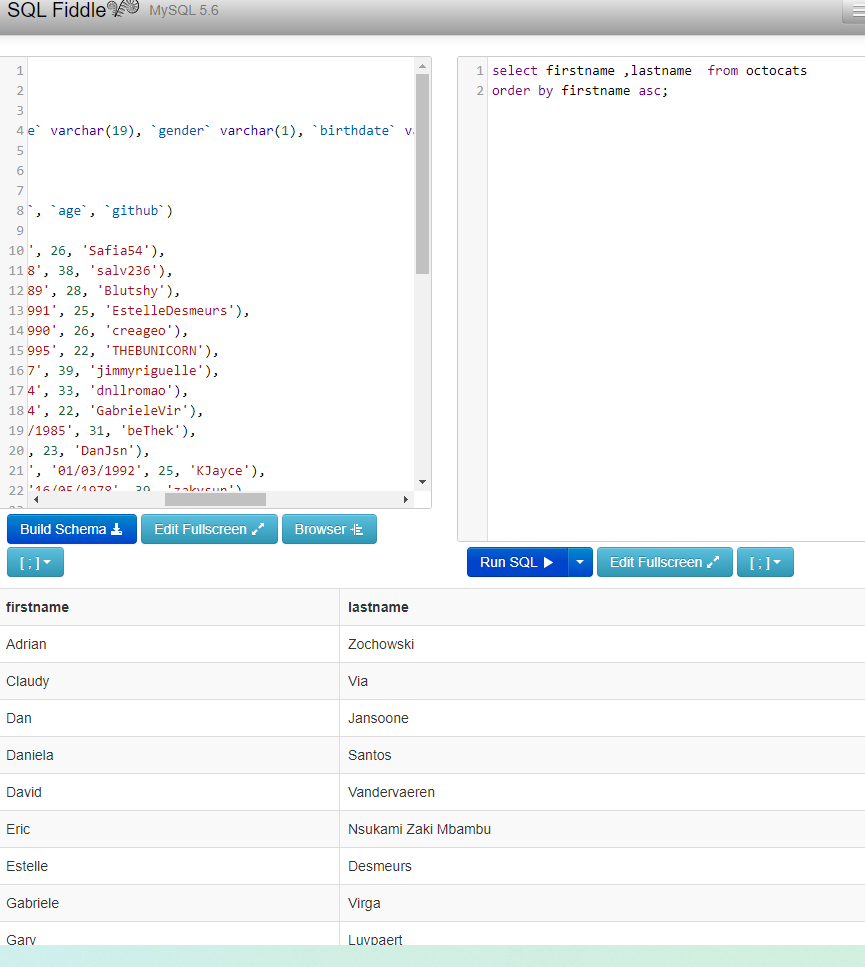 SQL Fiddle MySQL 5.6
1
2
3
4 e` varchar(19), `gender` varchar(1), `birthdate` va
5
6
7
8 `, `age`, `github`)
9
10 ', 26, 'Safia54'),
11 8', 38, 'salv236'),
12 89', 28, 'Blutshy'),
13 991', 25, 'EstelleDesmeurs'),
14 990', 26, 'creageo'),
15 995', 22, 'THEBUNICORN'),
16 7', 39, 'jimmyriguelle'),
17 4', 33, 'dnllromao'),
18 4', 22, 'GabrieleVir'),
19 /1985', 31, 'beThek'),
20 , 23, 'DanJsn'),
21 ', '01/03/1992', 25, 'KJayce'),
22 '16/05/1978', 39, 'zakysun'),
1 select firstname ,lastname  from octocats
2 order by firstname asc;
Build Schema Edit Fullscreen Browser
[ ; ]
Run SQL Edit Fullscreen [ ; ]
firstname lastname
Adrian Zochowski
Claudy Via
Dan Jansoone
Daniela Santos
David Vandervaeren
Eric Nsukami Zaki Mbambu
Estelle Desmeurs
Gabriele Virga
Gary Luypaert